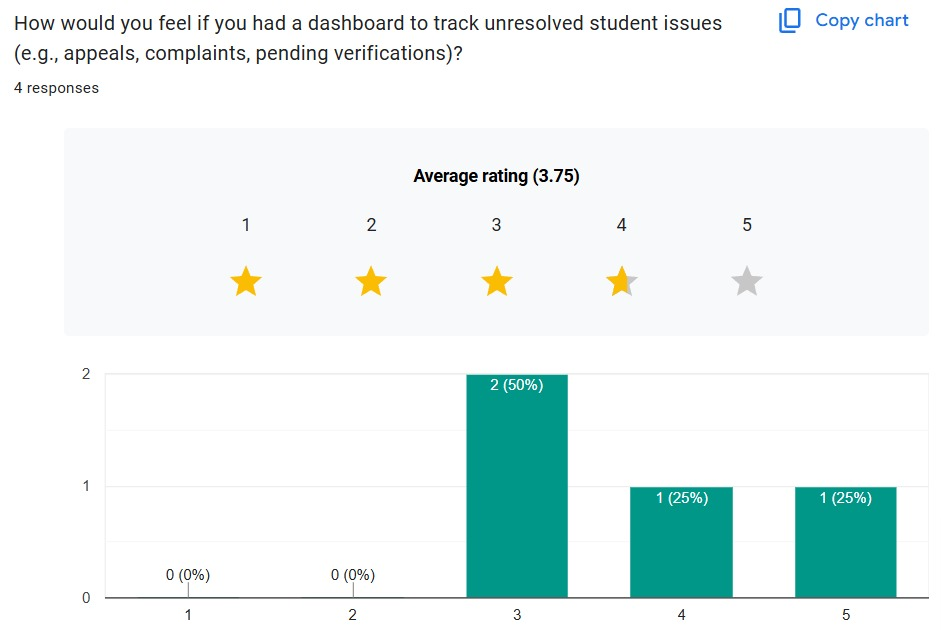 How would you feel if you had a dashboard to track unresolved student issues
(e.g., appeals, complaints, pending verifications)?
Copy chart
4 responses
Average rating (3.75)
1 2 3 4 5
2
1
0
0 (0%) 0 (0%) 2 (50%) 1 (25%) 1 (25%)
1 2 3 4 5